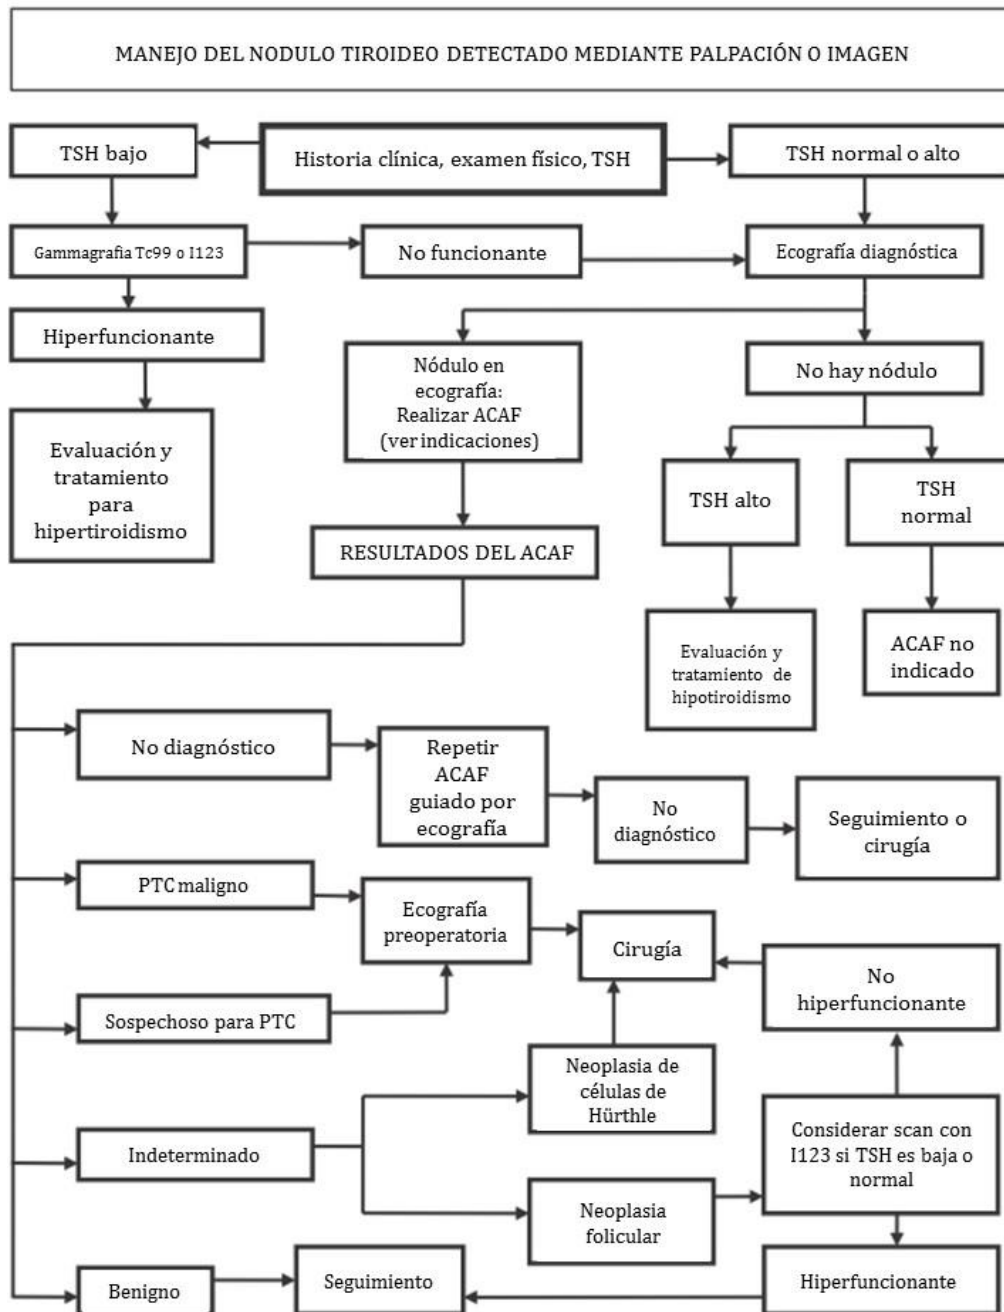 MANEJO DEL NODULO TIROIDEO DETECTADO MEDIANTE PALPACIÓN O IMAGEN
TSH bajo
Historia clínica, examen físico, TSH
TSH normal o alto
Gammagrafia Tc99 o I123
No funcionante
Ecografía diagnóstica
Hiperfuncionante
Nódulo en
ecografía:
Realizar ACAF
(ver indicaciones)
No hay nódulo
Evaluación y
tratamiento
para
hipertiroidismo
TSH alto
TSH
normal
RESULTADOS DEL ACAF
Evaluación y
tratamiento de
hipotiroidismo
ACAF no
indicado
No diagnóstico
Repetir
ACAF
guiado por
ecografía
No
diagnóstico
Seguimiento o
cirugía
PTC maligno
Ecografía
preoperatoria
Cirugía
No
hiperfuncionante
Sospechoso para PTC
Neoplasia de
células de
Hürthle
Indeterminado
Considerar scan con
I123 si TSH es baja o
normal
Neoplasia
folicular
Benigno
Seguimiento
Hiperfuncionante